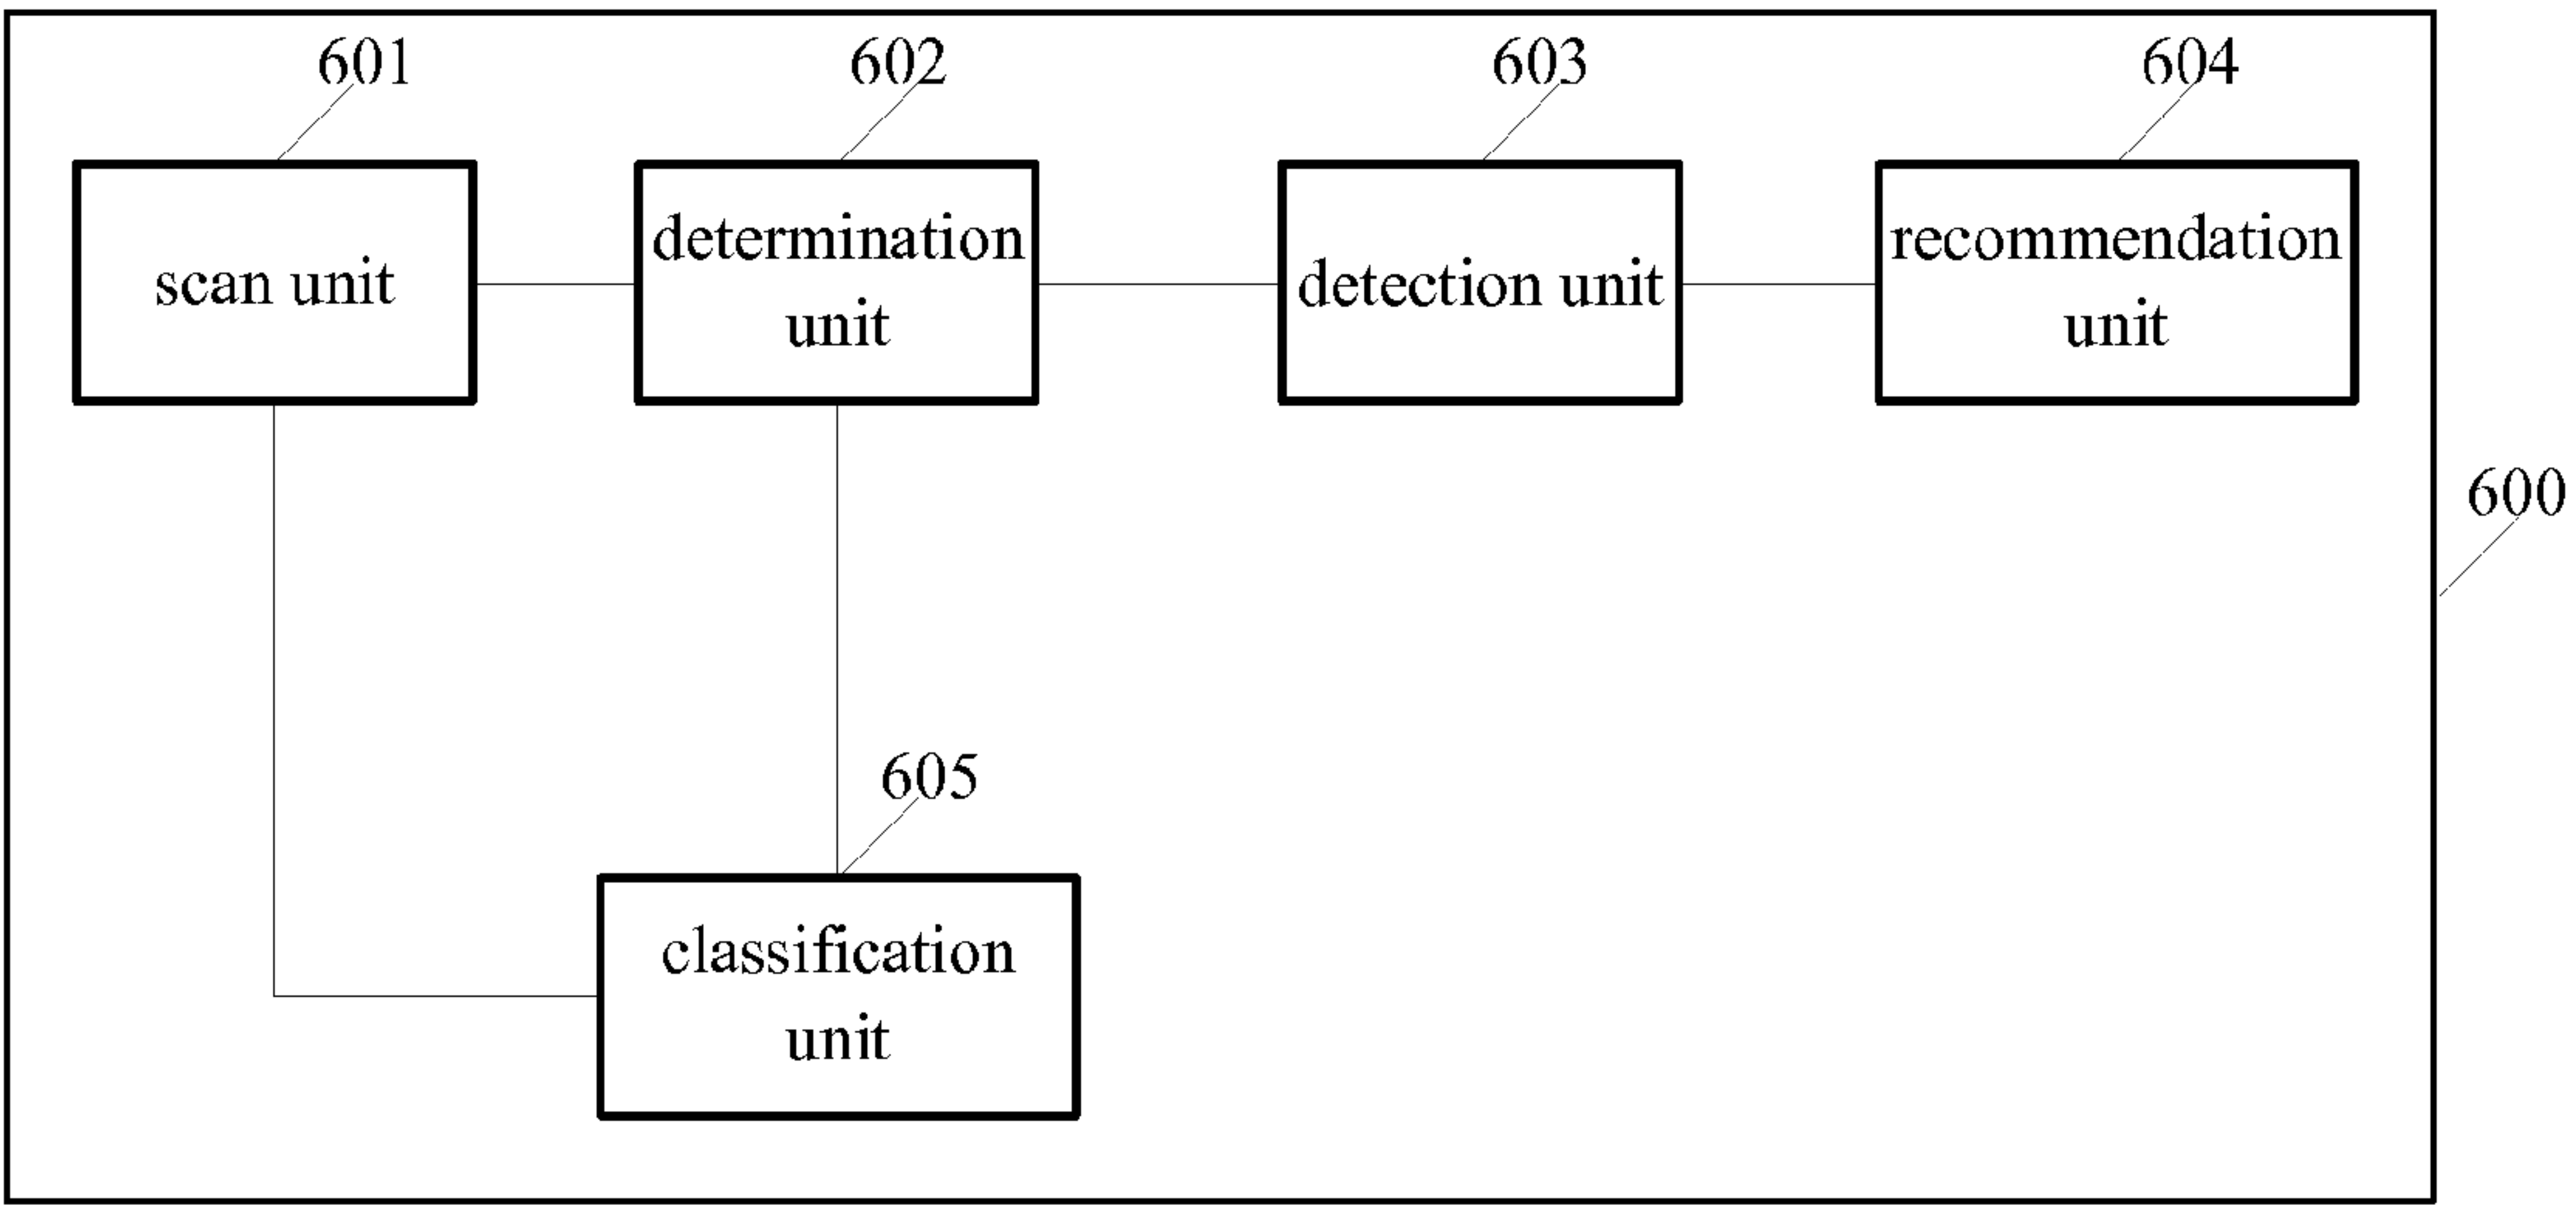 601
602
603
604
scan unit
determination
unit
detection unit
recommendation
unit
600
605
classification
unit